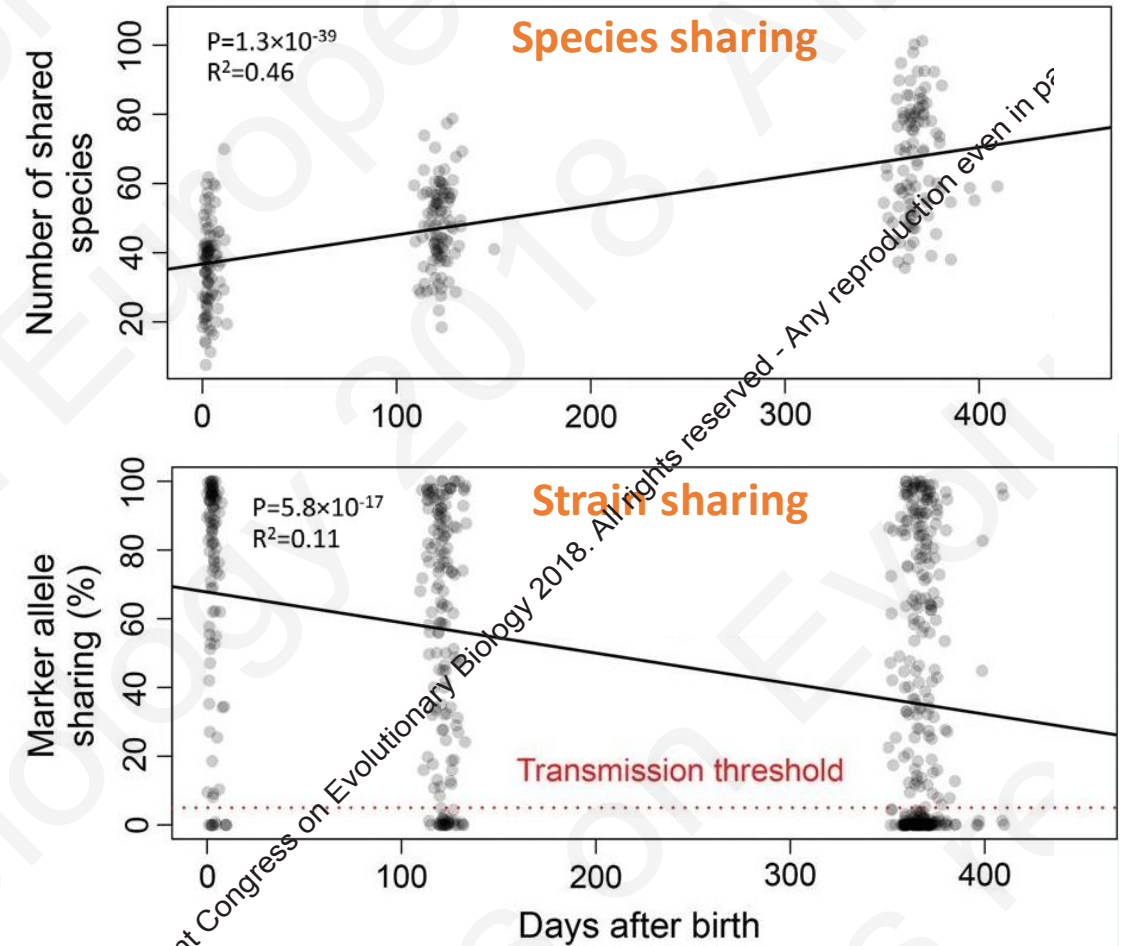 Species sharing
P=1.3×10-39
R2=0.46
Number of shared
species
100
80
60
40
20
0
100
200
300
400
Strain sharing
P=5.8×10-17
R2=0.11
Marker allele
sharing (%)
100
80
60
40
20
0
Transmission threshold
0
100
200
300
400
Days after birth
nt Congress on Evolutionary Biology 2018. All rights reserved - Any reproduction even in pa